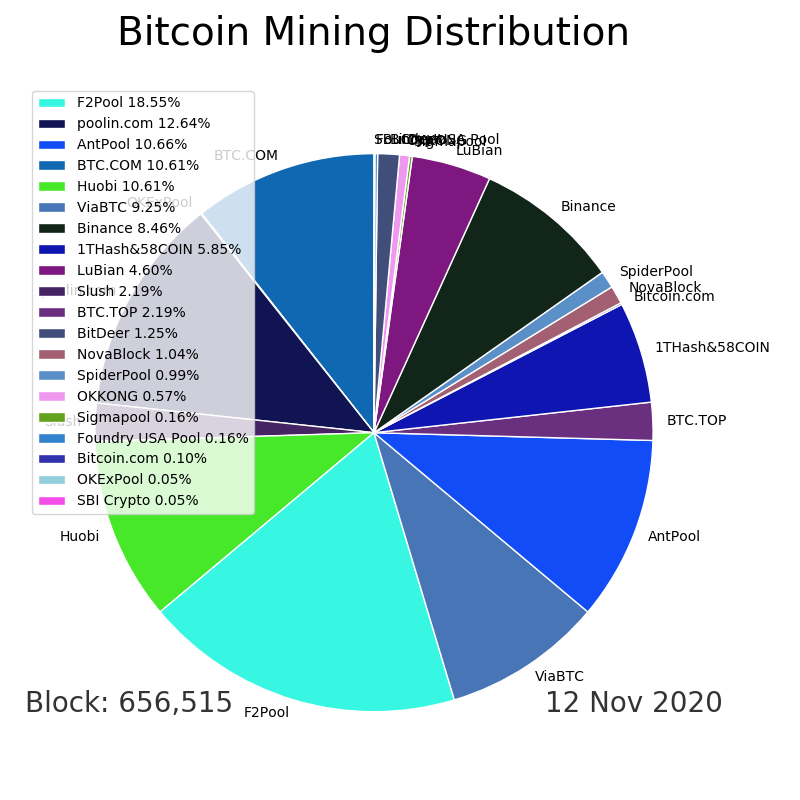 Bitcoin Mining Distribution
F2Pool 18.55%
poolin.com 12.64%
AntPool 10.66%
BTC.COM 10.61%
Huobi 10.61%
ViaBTC 9.25%
Binance 8.46%
1THash&58COIN 5.85%
LuBian 4.60%
Slush 2.19%
BTC.TOP 2.19%
BitDeer 1.25%
NovaBlock 1.04%
SpiderPool 0.99%
OKKONG 0.57%
Sigmapool 0.16%
Foundry USA Pool 0.16%
Bitcoin.com 0.10%
OKExPool 0.05%
SBI Crypto 0.05%
BTC.COM
OKExPool
Slush
Huobi
F2Pool
ViaBTC
AntPool
BTC.TOP
1THash&58COIN
Bitcoin.com
NovaBlock
SpiderPool
Binance
LuBian
Block: 656,515
12 Nov 2020